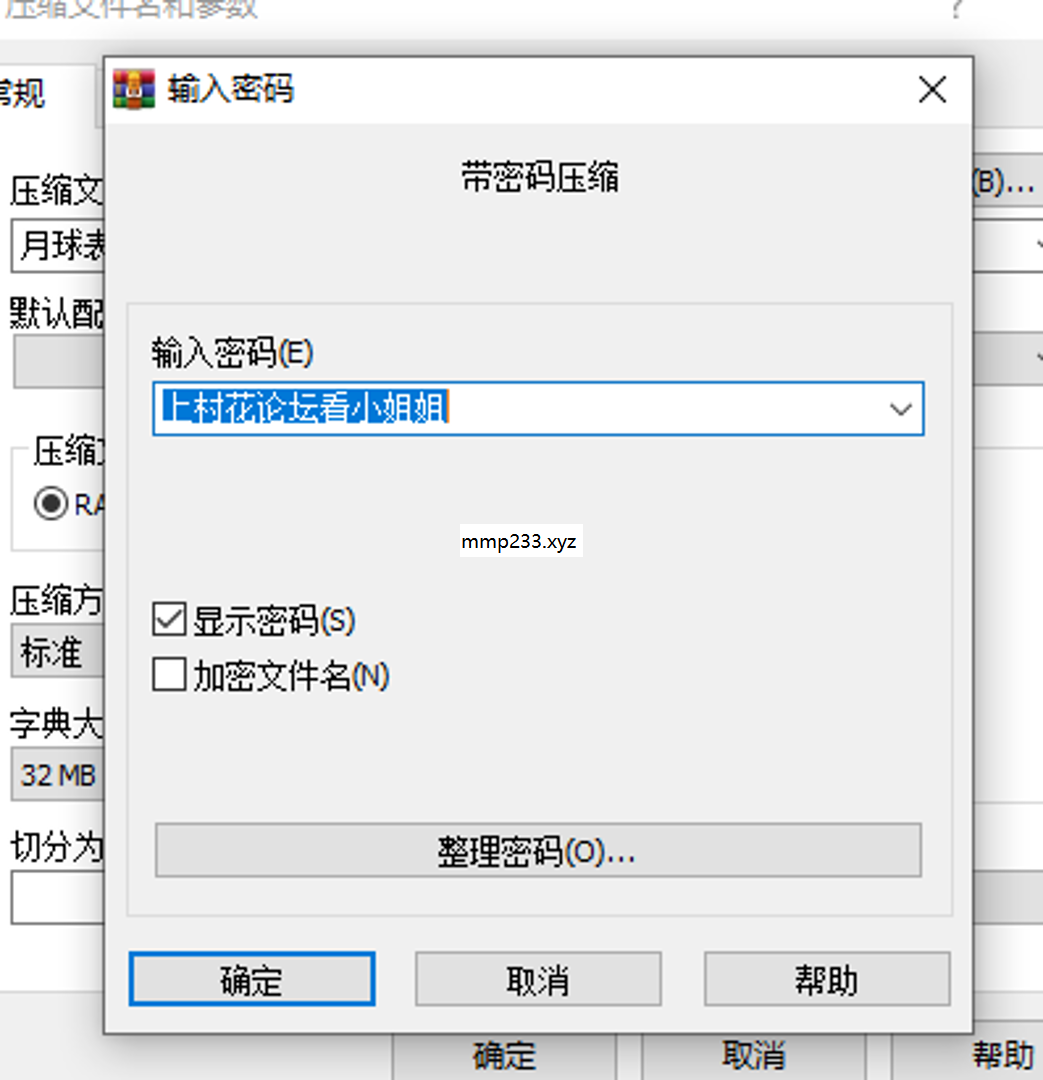 压缩文件名和参数 ?
常规
输入密码
带密码压缩
压缩文
(B)...
月球表
默认配
输入密码(E)
上村花论坛看小姐姐
压缩
RA
mmp233.xyz
压缩方
显示密码(S)
标准
加密文件名(N)
字典大
32 MB
切分为
整理密码(O)...
确定 取消 帮助
确定 取消 帮助